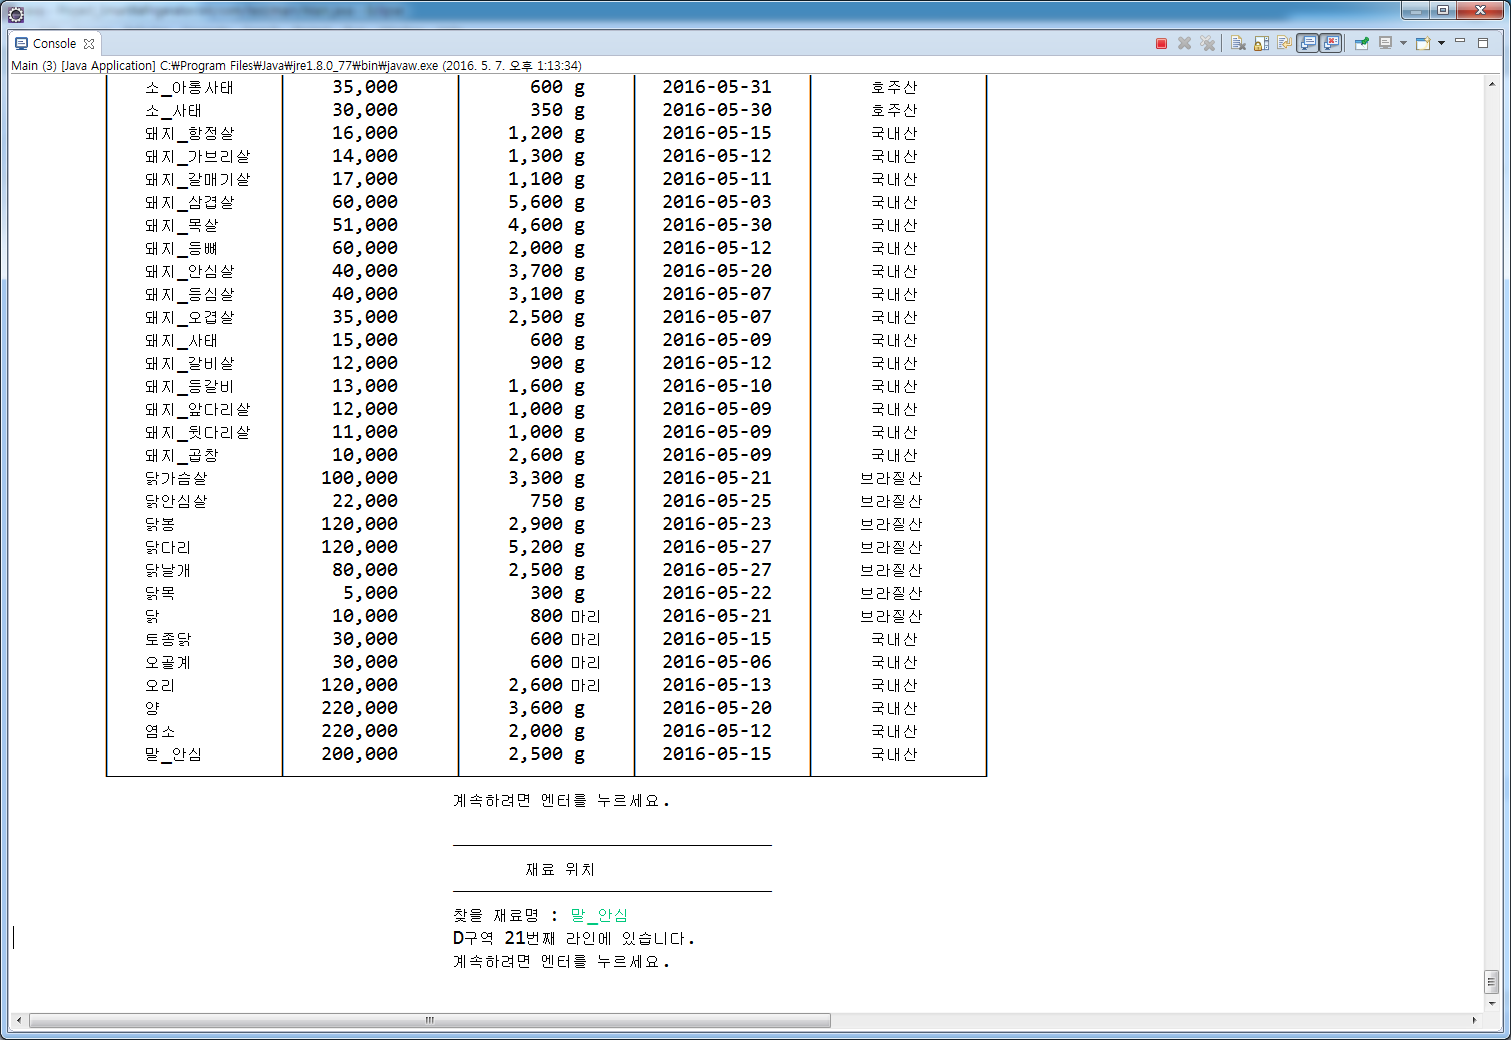 Console
Main (3) [Java Application] C:₩Program Files₩Java₩jre1.8.0_77₩bin₩javaw.exe (2016. 5. 7. 오후 1:13:34)
소_아롱사태 35,000 600 g 2016-05-31 호주산
소_사태 30,000 350 g 2016-05-30 호주산
돼지_항정살 16,000 1,200 g 2016-05-15 국내산
돼지_가브리살 14,000 1,300 g 2016-05-12 국내산
돼지_갈매기살 17,000 1,100 g 2016-05-11 국내산
돼지_삼겹살 60,000 5,600 g 2016-05-03 국내산
돼지_목살 51,000 4,600 g 2016-05-30 국내산
돼지_등뼈 60,000 2,000 g 2016-05-12 국내산
돼지_안심살 40,000 3,700 g 2016-05-20 국내산
돼지_등심살 40,000 3,100 g 2016-05-07 국내산
돼지_오겹살 35,000 2,500 g 2016-05-07 국내산
돼지_사태 15,000 600 g 2016-05-09 국내산
돼지_갈비살 12,000 900 g 2016-05-12 국내산
돼지_등갈비 13,000 1,600 g 2016-05-10 국내산
돼지_앞다리살 12,000 1,000 g 2016-05-09 국내산
돼지_뒷다리살 11,000 1,000 g 2016-05-09 국내산
돼지_곱창 10,000 2,600 g 2016-05-09 국내산
닭가슴살 100,000 3,300 g 2016-05-21 브라질산
닭안심살 22,000 750 g 2016-05-25 브라질산
닭봉 120,000 2,900 g 2016-05-23 브라질산
닭다리 120,000 5,200 g 2016-05-27 브라질산
닭날개 80,000 2,500 g 2016-05-27 브라질산
닭목 5,000 300 g 2016-05-22 브라질산
닭 10,000 800 마리 2016-05-21 브라질산
토종닭 30,000 600 마리 2016-05-15 국내산
오골계 30,000 600 마리 2016-05-06 국내산
오리 120,000 2,600 마리 2016-05-13 국내산
양 220,000 3,600 g 2016-05-20 국내산
염소 220,000 2,000 g 2016-05-12 국내산
말_안심 200,000 2,500 g 2016-05-15 국내산
계속하려면 엔터를 누르세요.
재료 위치
찾을 재료명 : 말_안심
D구역 21번째 라인에 있습니다.
계속하려면 엔터를 누르세요.